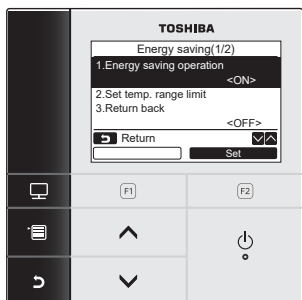 TOSHIBA
Energy saving(1/2)
1.Energy saving operation
<ON>
2.Set temp. range limit
3.Return back
<OFF>
Return
Set
F1
F2